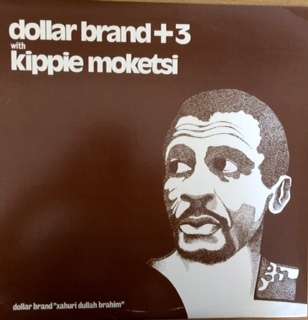 dollar brand+3
with
kippie moketsi
dollar brand "xahuri dullah brahim"